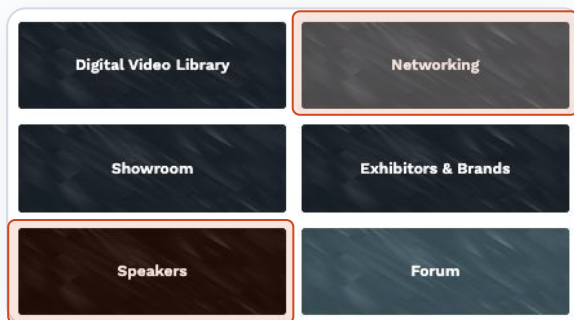 Digital Video Library
Networking
Showroom
Exhibitors & Brands
Speakers
Forum